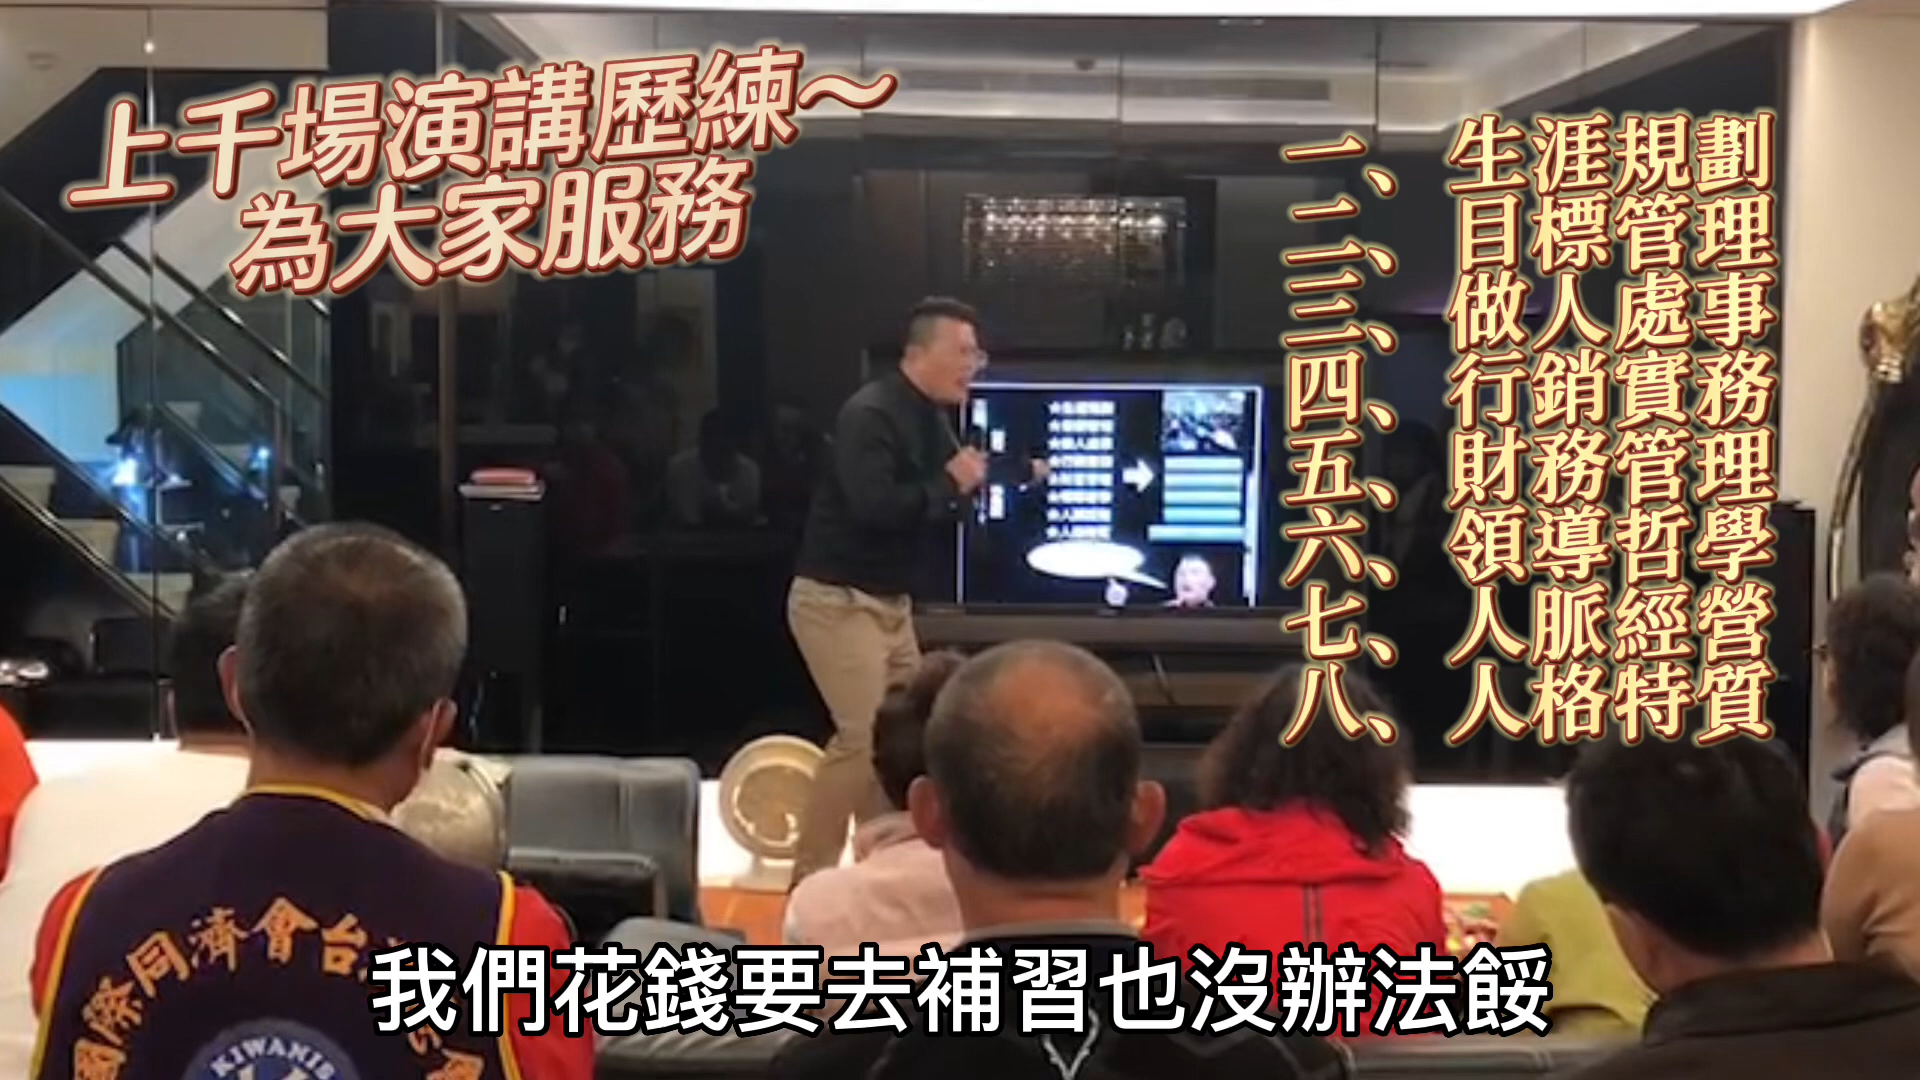 上千場演講歷練～
為大家服務
一、生涯規劃
二、目標管理
三、做人處事
四、行銷實務
五、財務管理
六、領導哲學
七、人脈經營
八、人格特質
國際同濟會台
KIWANIS
我們花錢要去補習也沒辦法餒